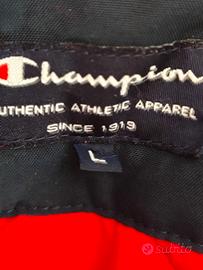 Champion
AUTHENTIC ATHLETIC APPAREL
SINCE 1919
L
subito